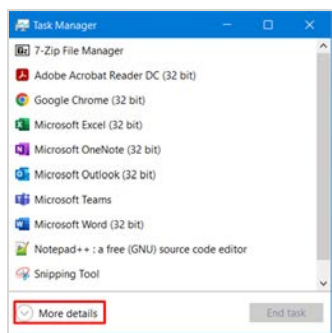 Task Manager
7-Zip File Manager
Adobe Acrobat Reader DC (32 bit)
Google Chrome (32 bit)
Microsoft Excel (32 bit)
Microsoft OneNote (32 bit)
Microsoft Outlook (32 bit)
Microsoft Teams
Microsoft Word (32 bit)
Notepad++ : a free (GNU) source code editor
Snipping Tool
More details End task